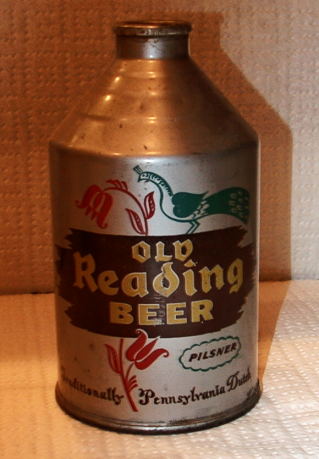 OLD
Reading
BEER
PILSNER
Traditionally Pennsylvania Dutch